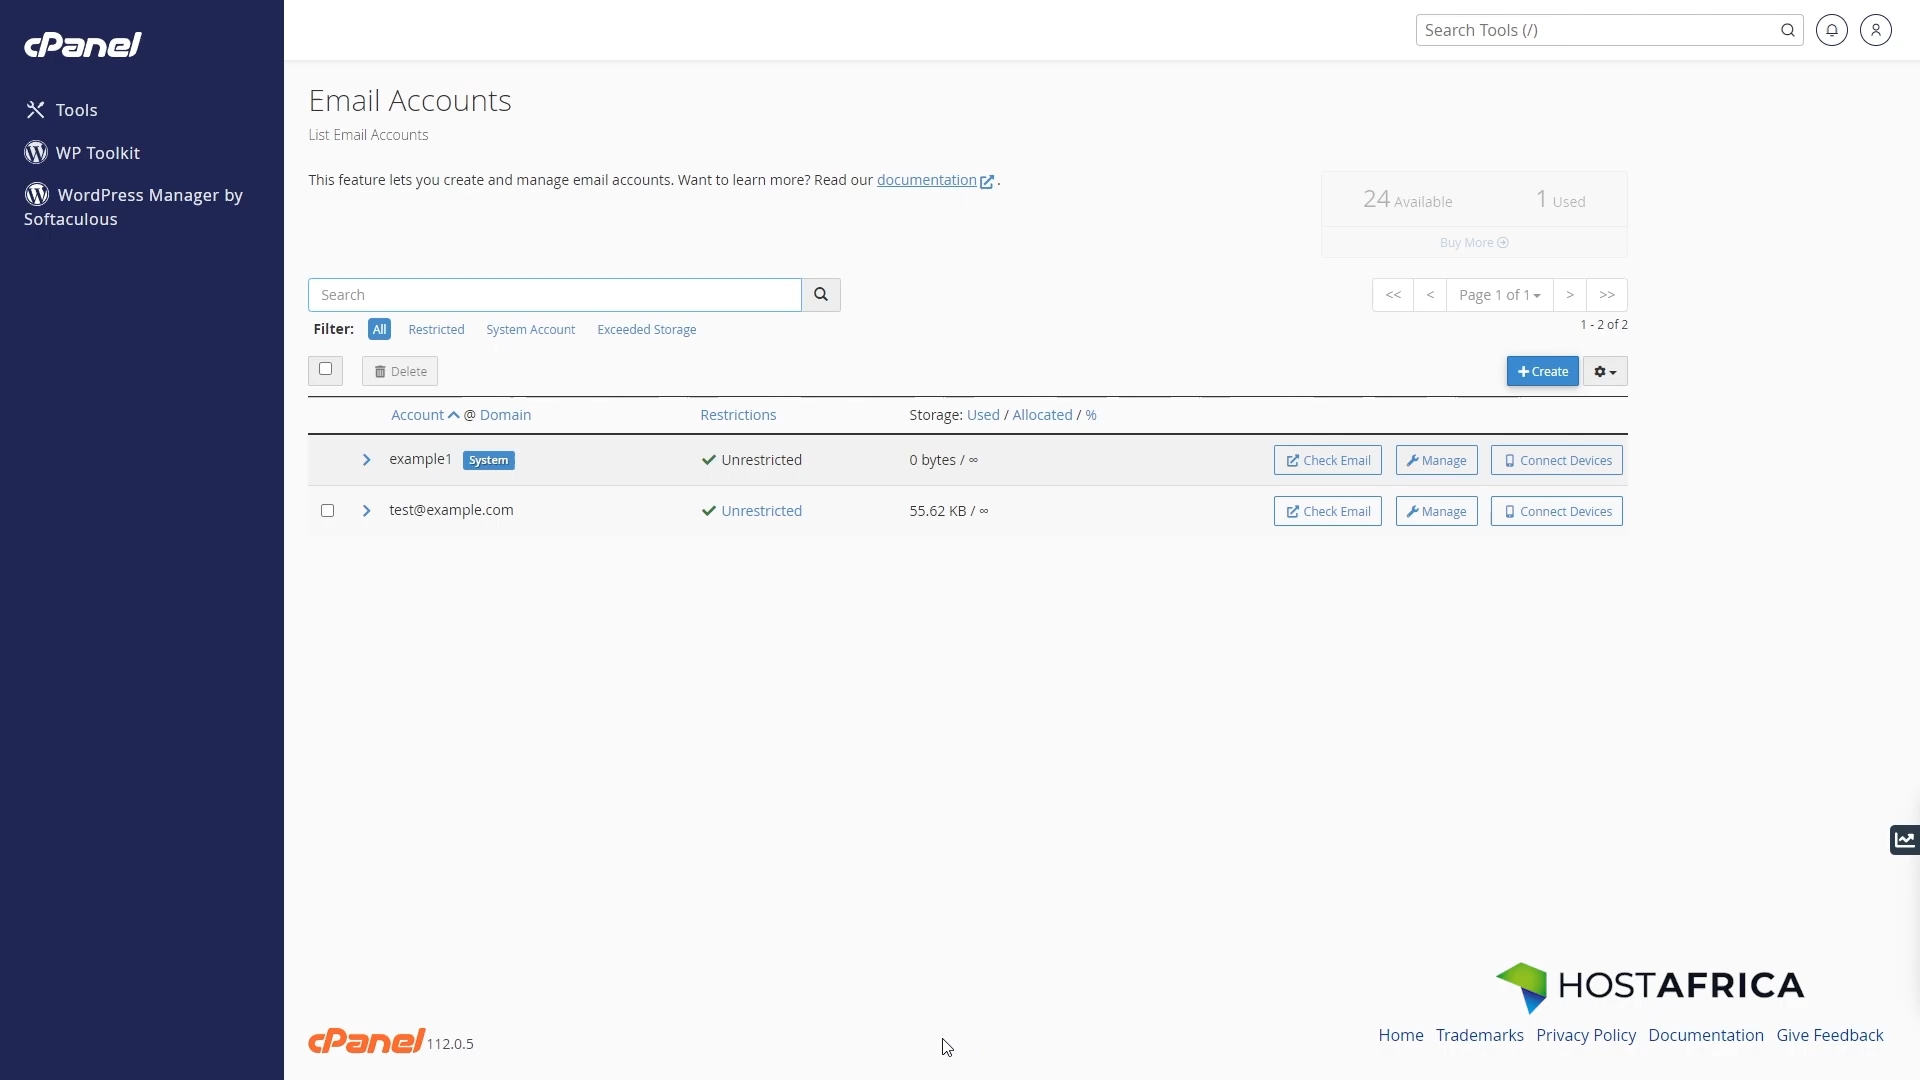 cPanel
Search Tools (/)
Tools
WP Toolkit
WordPress Manager by
Softaculous
Email Accounts
List Email Accounts
This feature lets you create and manage email accounts. Want to learn more? Read our documentation .
24 Available 1 Used
Buy More
Search
<< < Page 1 of 1 > >>
Filter: All Restricted System Account Exceeded Storage
1 - 2 of 2
Delete
+ Create
Account @ Domain Restrictions Storage: Used / Allocated / %
example1 System Unrestricted 0 bytes / ∞ Check Email Manage Connect Devices
test@example.com Unrestricted 55.62 KB / ∞ Check Email Manage Connect Devices
HOSTAFRICA
cPanel 112.0.5
Home Trademarks Privacy Policy Documentation Give Feedback